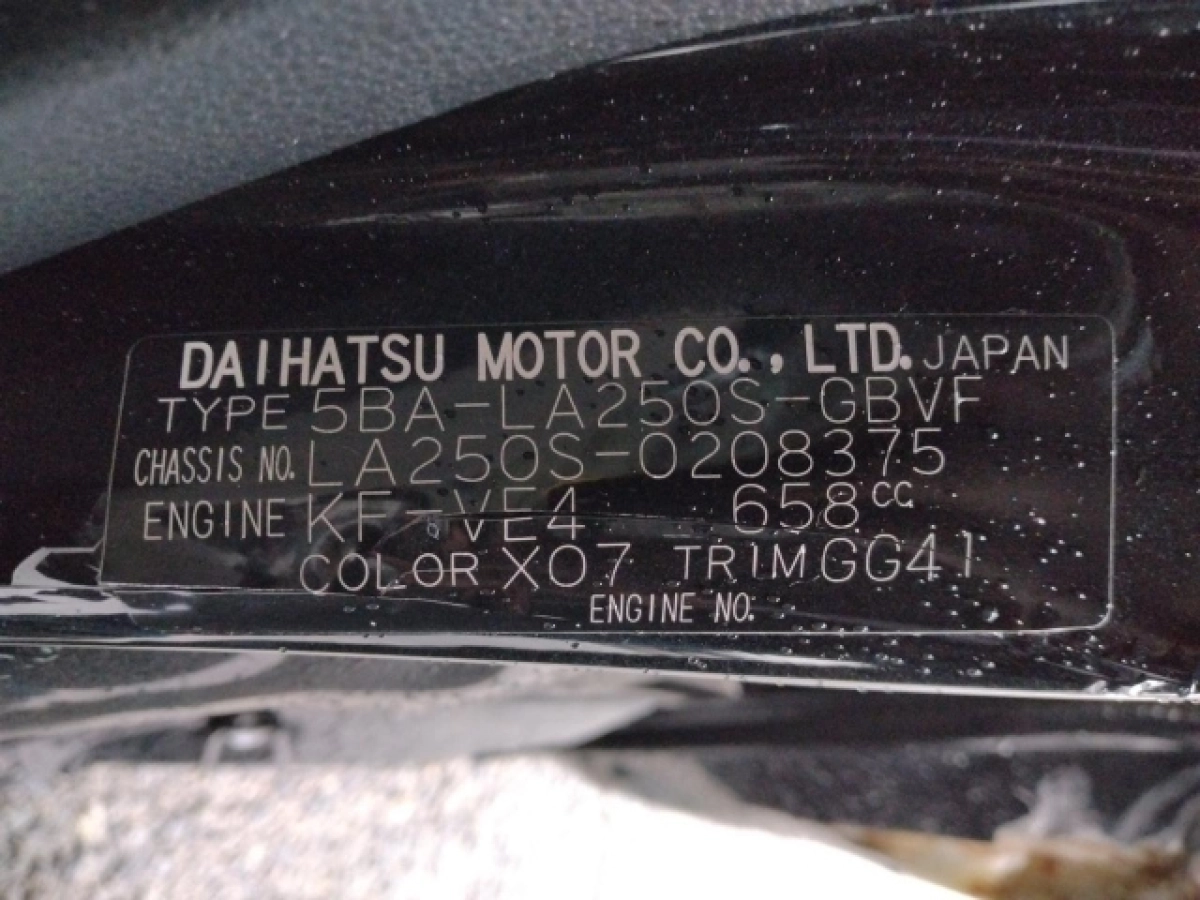 DAIHATSU MOTOR CO., LTD. JAPAN
TYPE 5BA-LA250S-GBVF
CHASSIS NO. LA250S-0208375
ENGINE KF-VE4 658cc
COLOR X07 TRIM GG41
ENGINE NO.